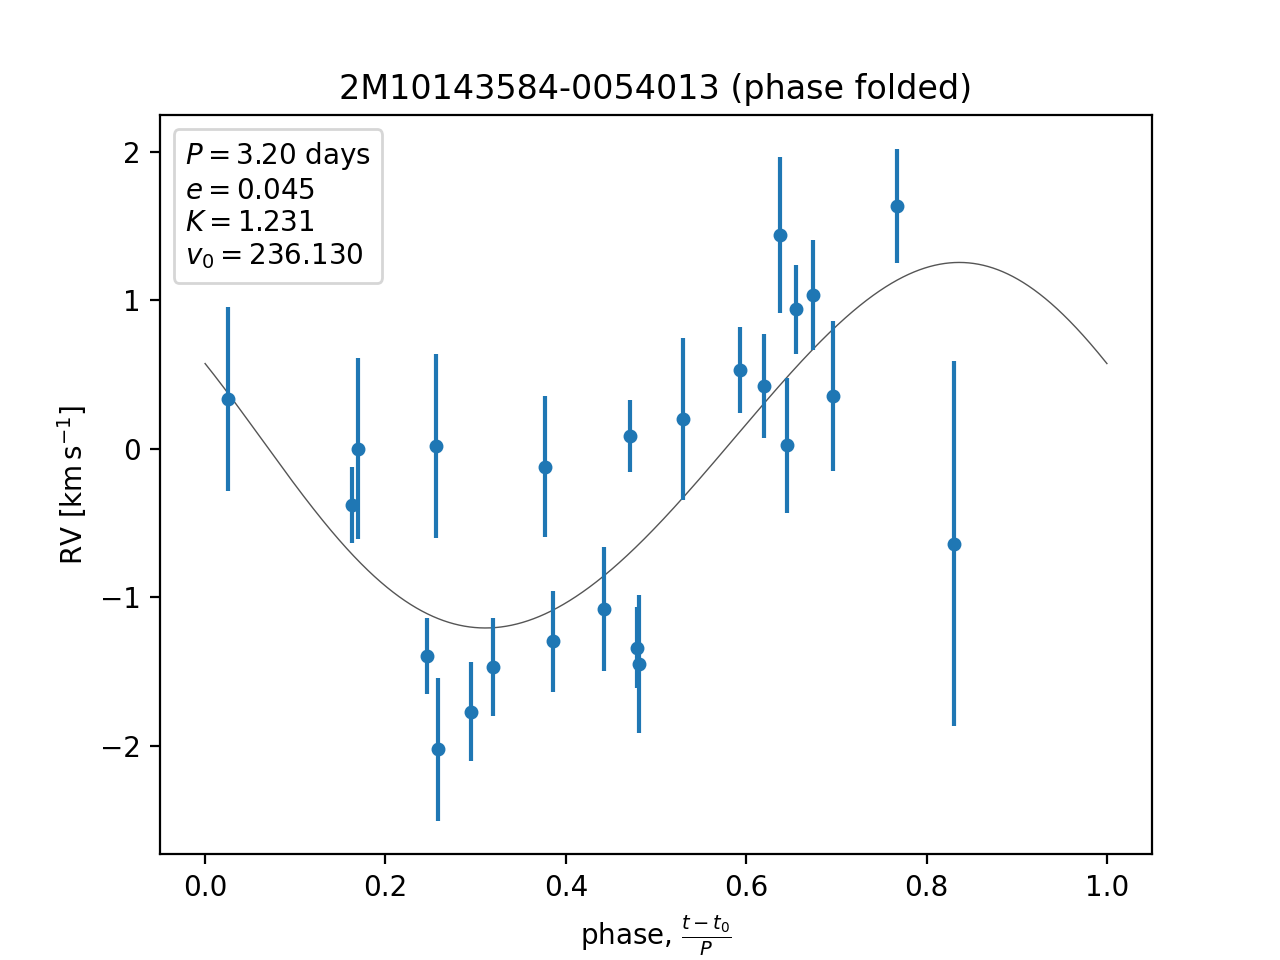 2M10143584-0054013 (phase folded)
P = 3.20 days
e = 0.045
K = 1.231
v₀ = 236.130
2
1
0
−1
−2
RV [km s⁻¹]
0.0 0.2 0.4 0.6 0.8 1.0
phase, (t − t₀)/P